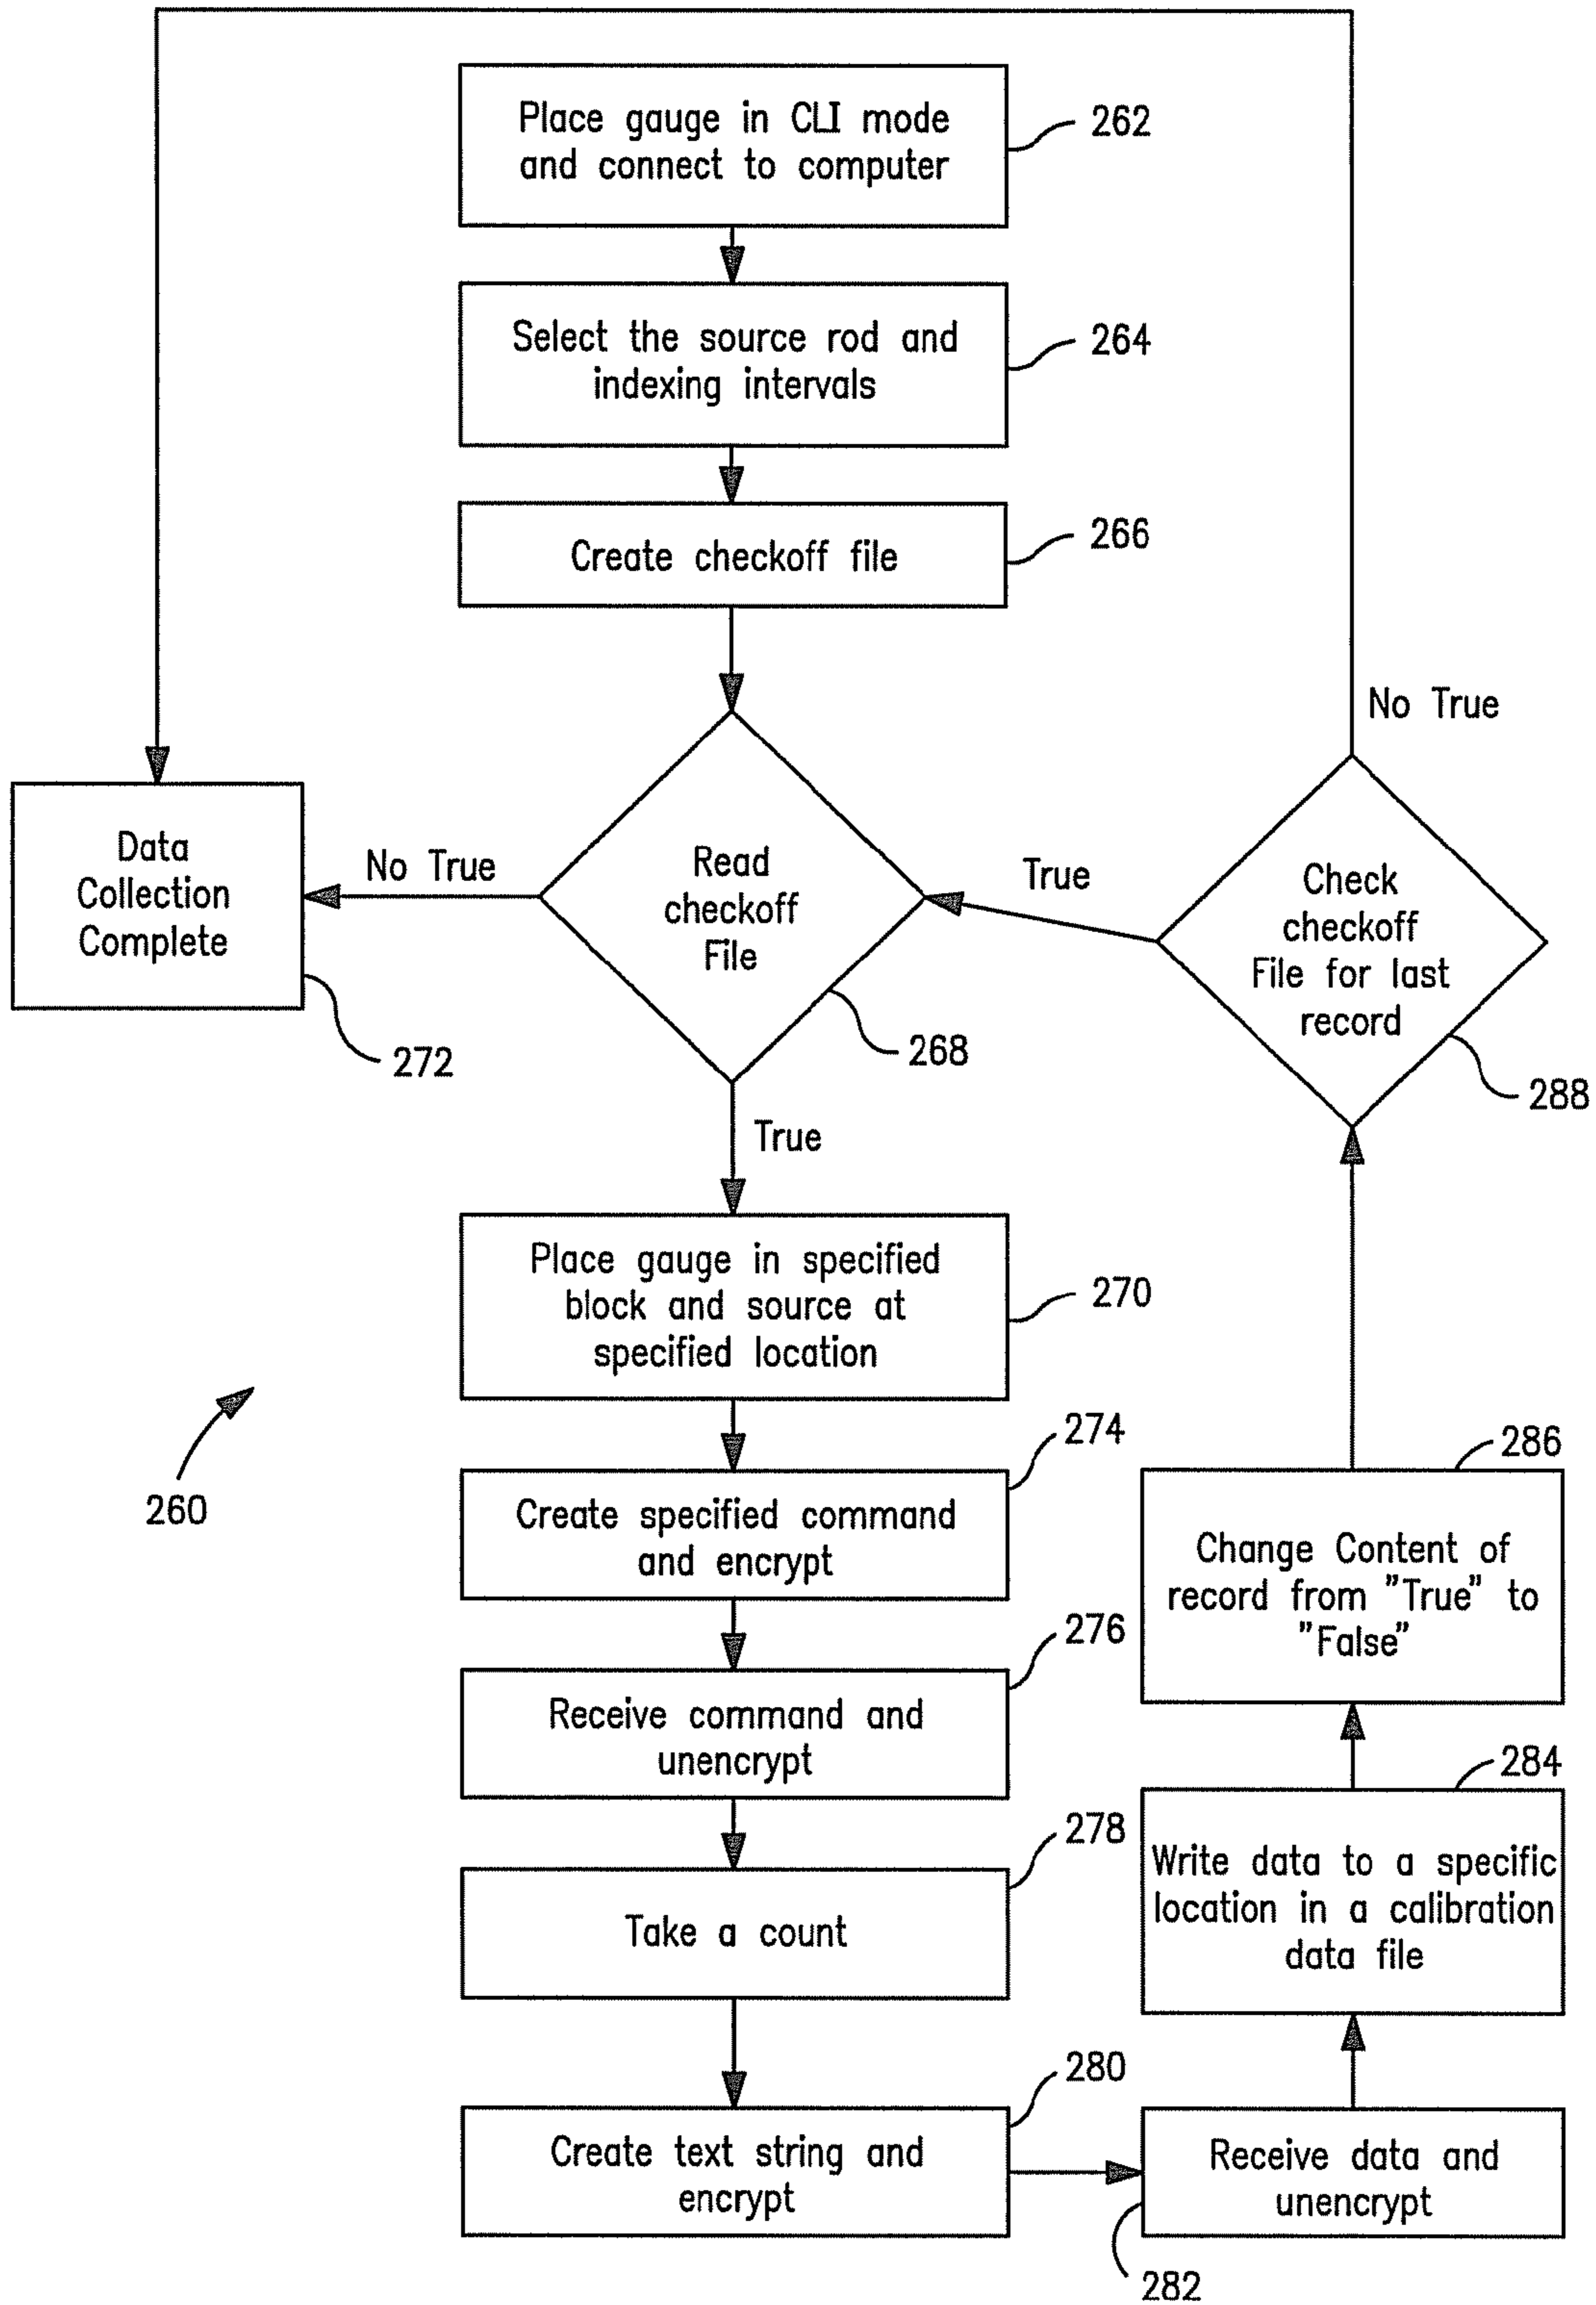 Place gauge in CLI mode
and connect to computer
262
Select the source rod and
indexing intervals
264
Create checkoff file
266
No True
Data
Collection
Complete
272
No True
Read
checkoff
File
268
True
Check
checkoff
File for last
record
288
True
Place gauge in specified
block and source at
specified location
270
260
Create specified command
and encrypt
274
Receive command and
unencrypt
276
Take a count
278
Create text string and
encrypt
280
Receive data and
unencrypt
282
Write data to a specific
location in a calibration
data file
284
Change Content of
record from "True" to
"False"
286